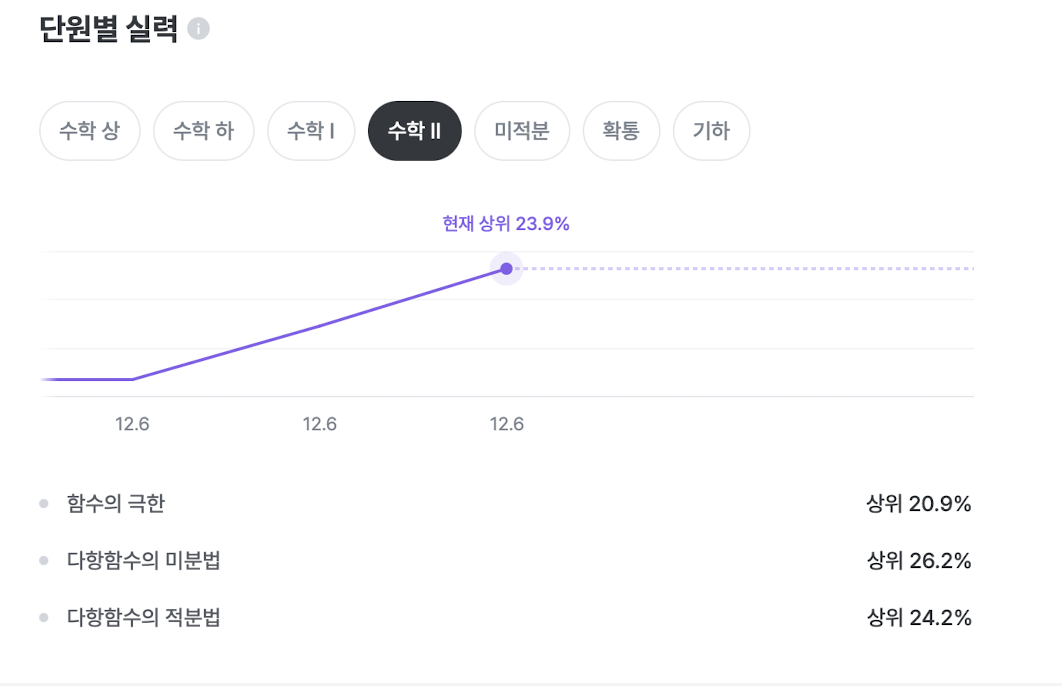 단원별 실력 i
수학 상 수학 하 수학 I 수학 II 미적분 확통 기하
현재 상위 23.9%
12.6 12.6 12.6
함수의 극한 상위 20.9%
다항함수의 미분법 상위 26.2%
다항함수의 적분법 상위 24.2%